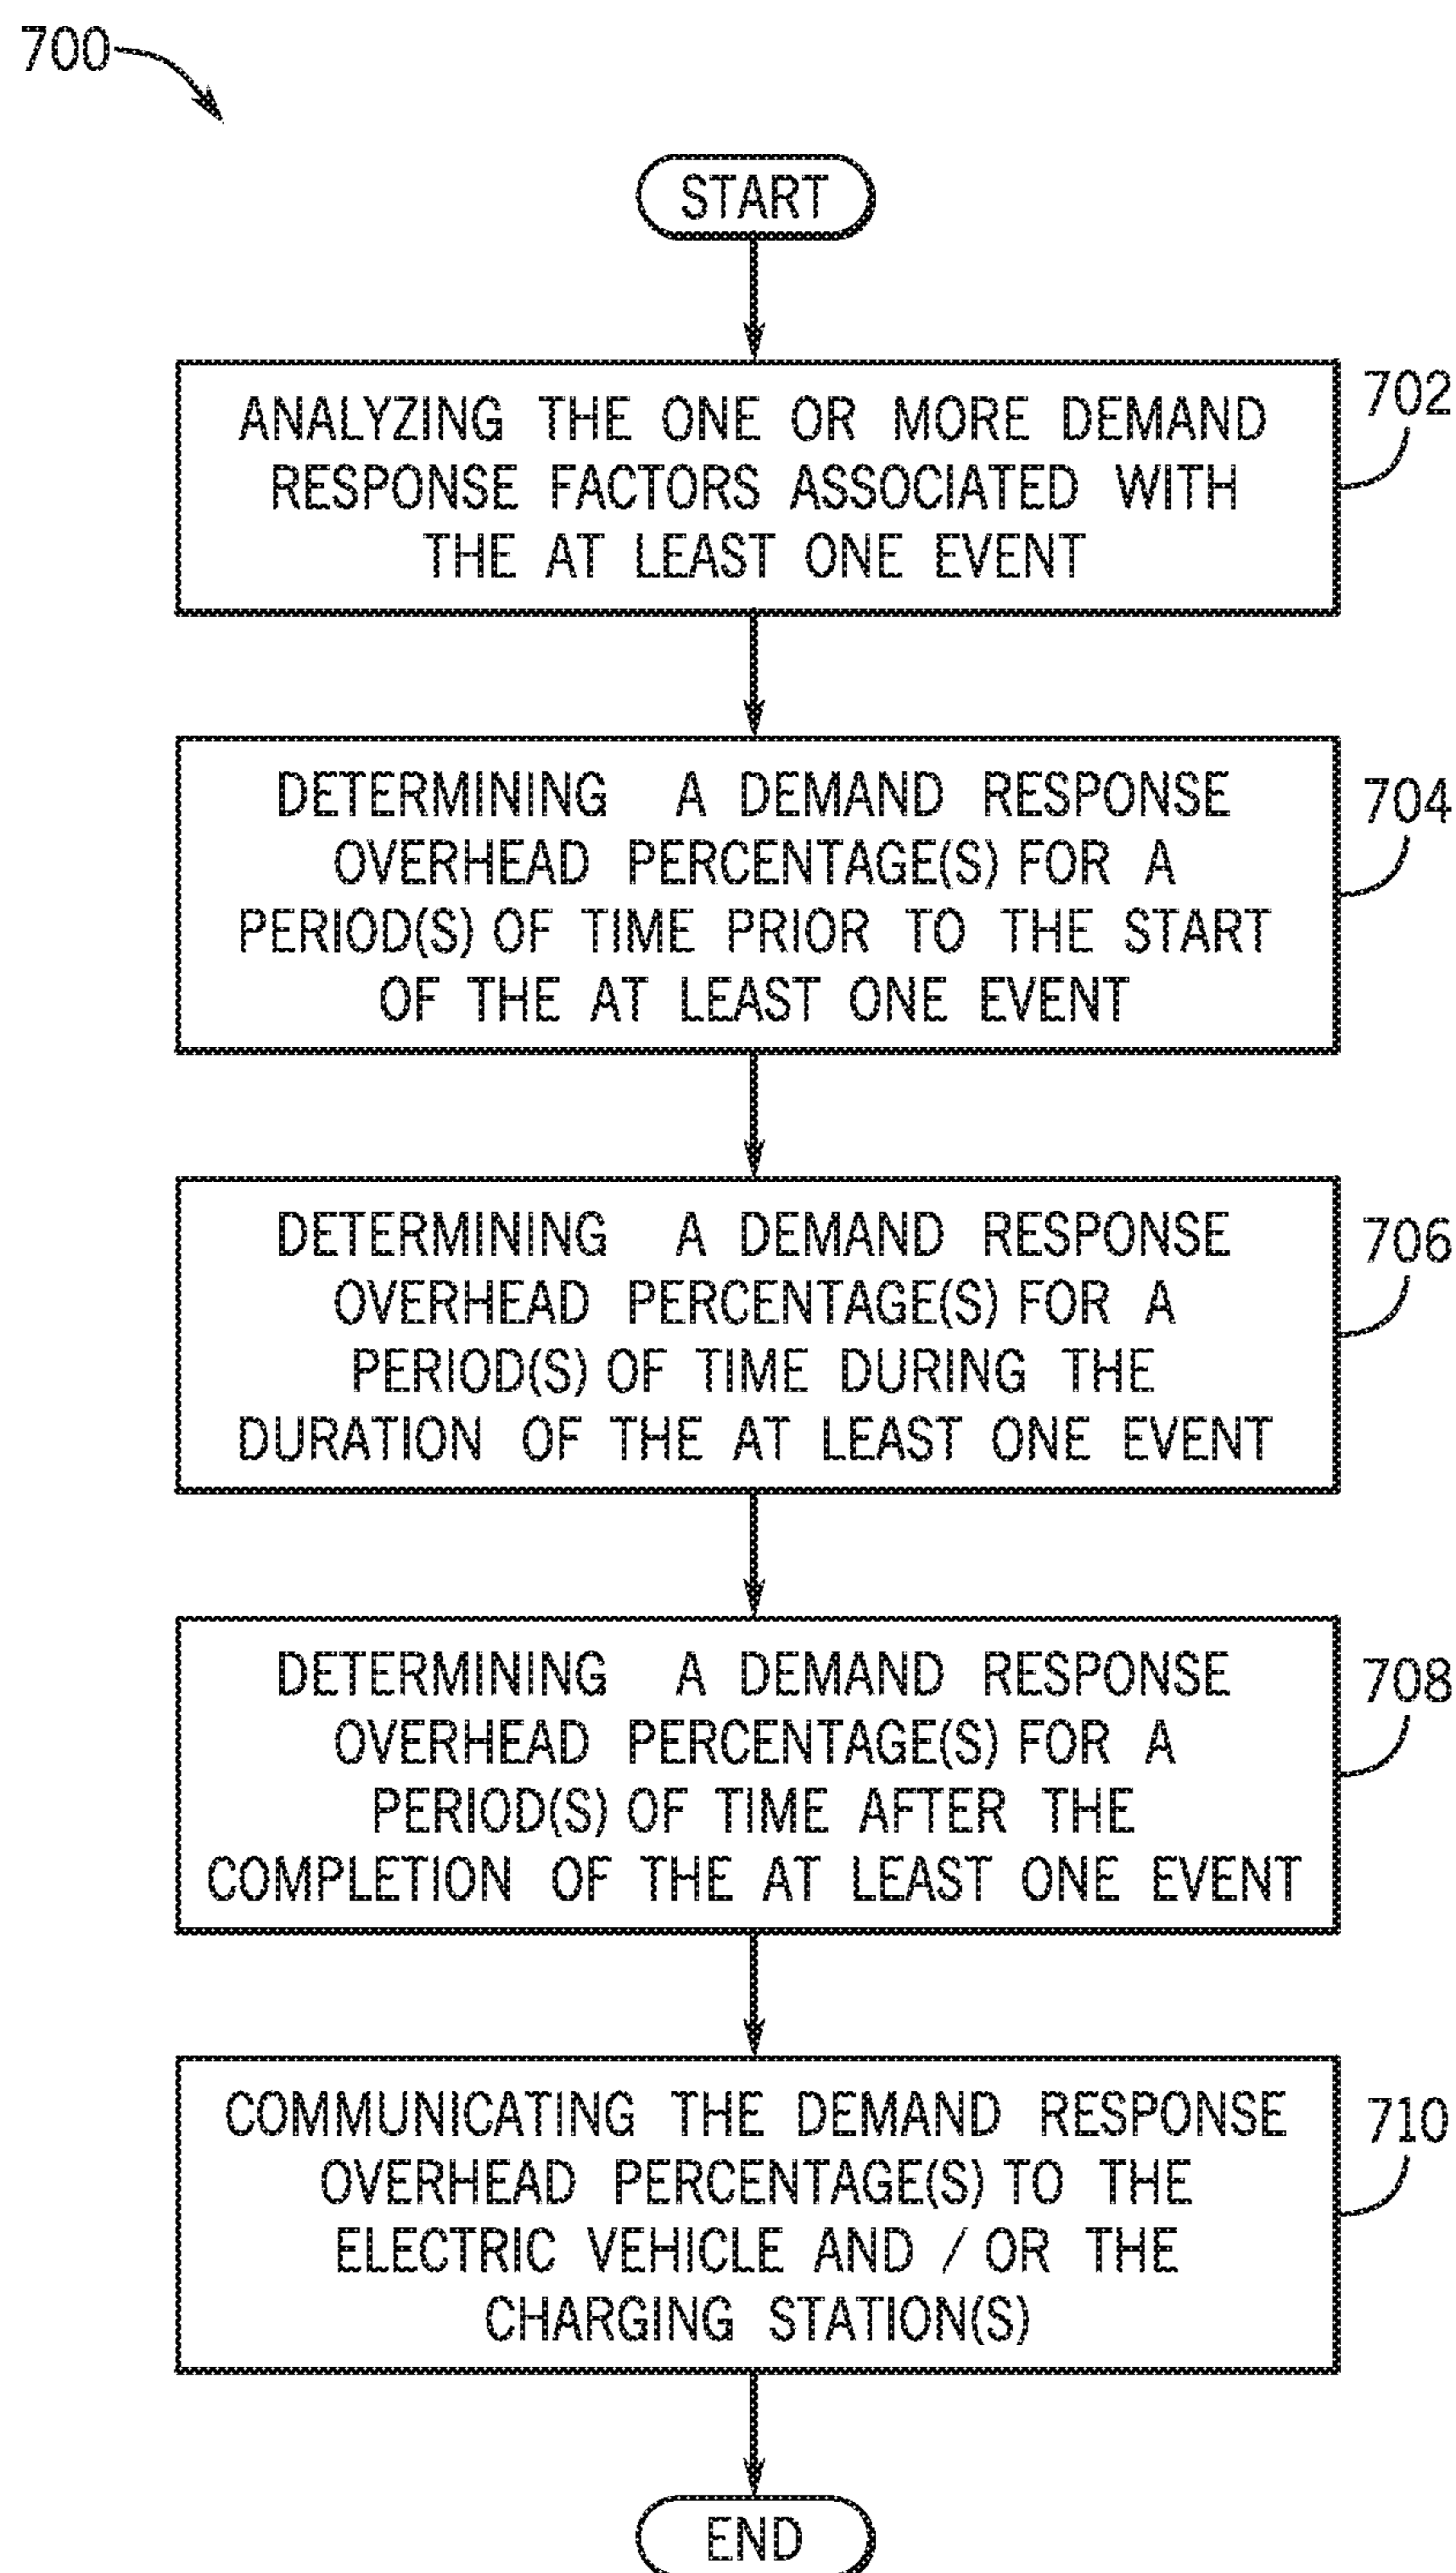 700
START
ANALYZING THE ONE OR MORE DEMAND
RESPONSE FACTORS ASSOCIATED WITH
THE AT LEAST ONE EVENT
702
DETERMINING A DEMAND RESPONSE
OVERHEAD PERCENTAGE(S) FOR A
PERIOD(S) OF TIME PRIOR TO THE START
OF THE AT LEAST ONE EVENT
704
DETERMINING A DEMAND RESPONSE
OVERHEAD PERCENTAGE(S) FOR A
PERIOD(S) OF TIME DURING THE
DURATION OF THE AT LEAST ONE EVENT
706
DETERMINING A DEMAND RESPONSE
OVERHEAD PERCENTAGE(S) FOR A
PERIOD(S) OF TIME AFTER THE
COMPLETION OF THE AT LEAST ONE EVENT
708
COMMUNICATING THE DEMAND RESPONSE
OVERHEAD PERCENTAGE(S) TO THE
ELECTRIC VEHICLE AND / OR THE
CHARGING STATION(S)
710
END